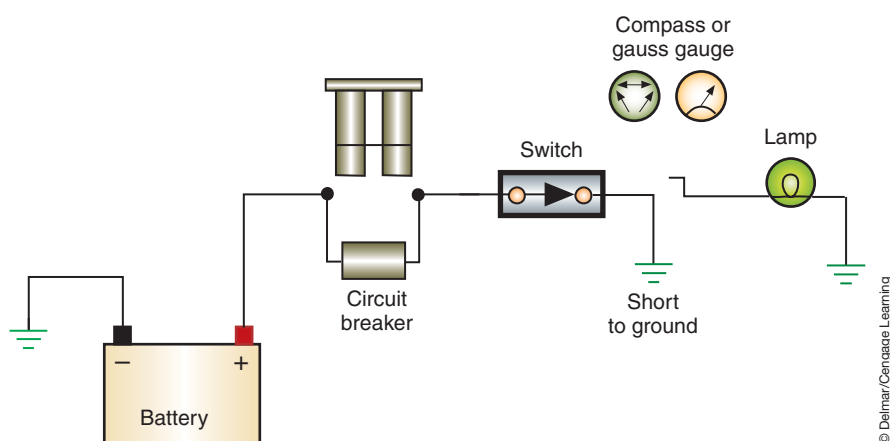 Compass or
gauss gauge
Lamp
Switch
Circuit
breaker
Short
to ground
− +
Battery
© Delmar/Cengage Learning